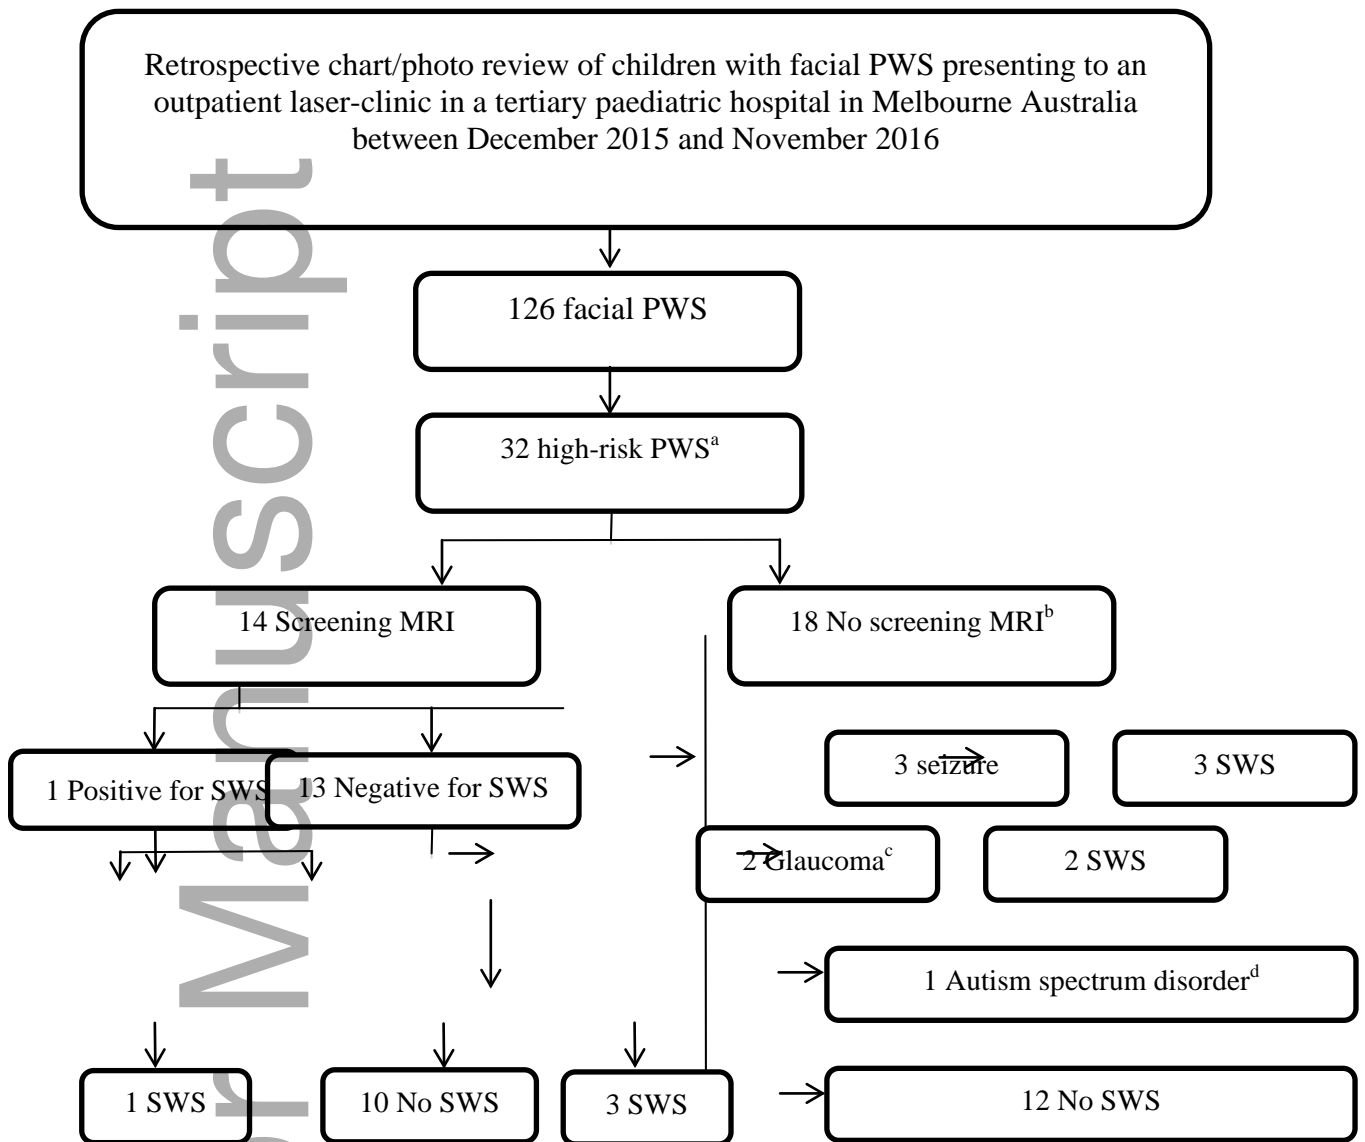 Retrospective chart/photo review of children with facial PWS presenting to an
outpatient laser-clinic in a tertiary paediatric hospital in Melbourne Australia
between December 2015 and November 2016
126 facial PWS
32 high-risk PWSᵃ
14 Screening MRI
18 No screening MRIᵇ
1 Positive for SWS
13 Negative for SWS
3 seizure
3 SWS
2 Glaucomaᶜ
2 SWS
1 Autism spectrum disorderᵈ
1 SWS
10 No SWS
3 SWS
12 No SWS
r Manuscript